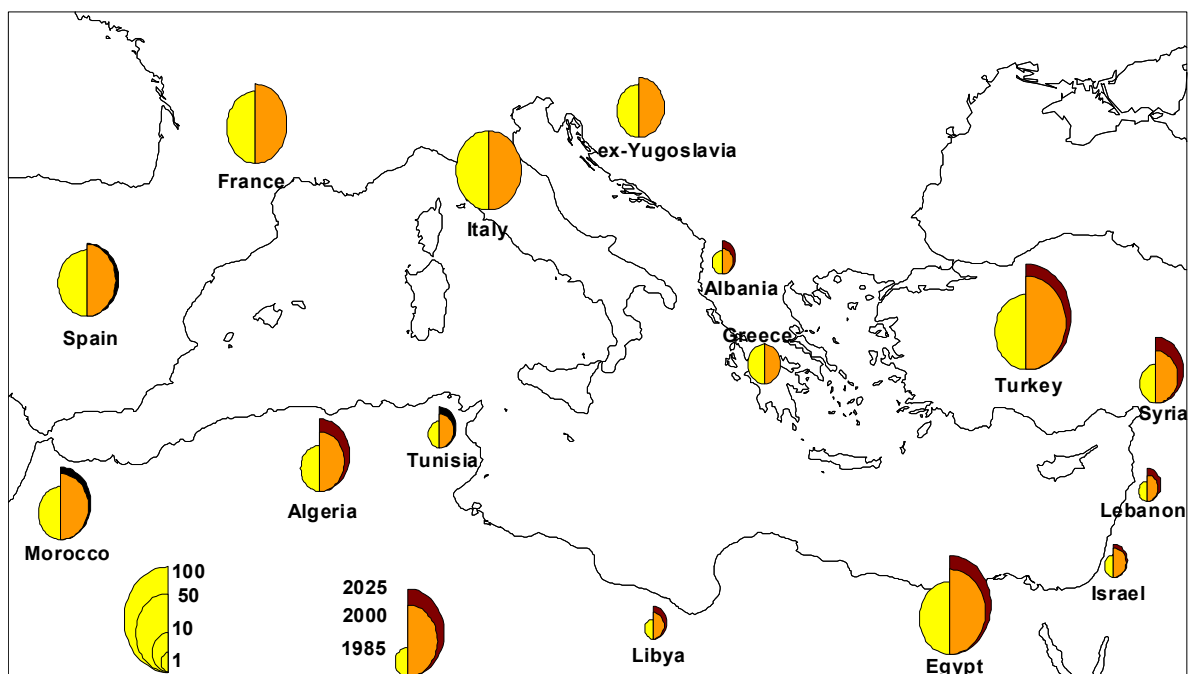 ex-Yugoslavia
France
Italy
Albania
Spain
Greece
Turkey
Syria
Tunisia
Algeria
Lebanon
Morocco
100
50
10
1
2025
2000
1985
Israel
Libya
Egypt